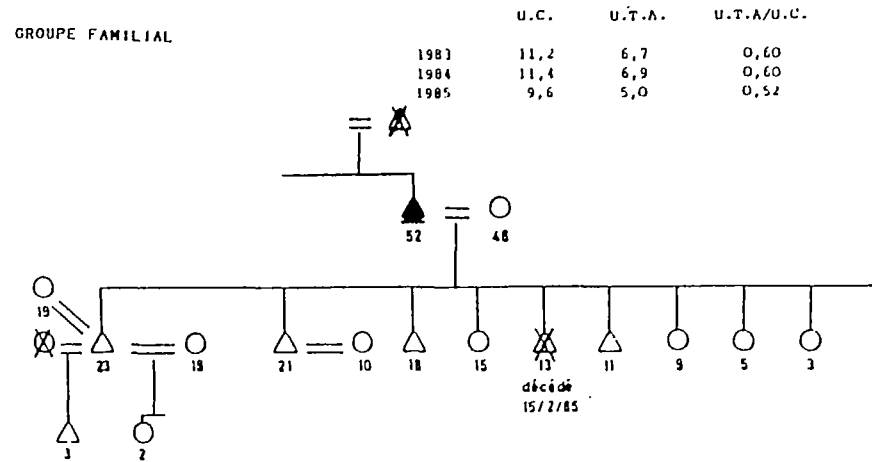 U.C. U.T.A. U.T.A/U.C.
GROUPE FAMILIAL
1983 11,2 6,7 0,60
1984 11,4 6,9 0,60
1985 9,6 5,0 0,52
52 48
19
23 19 21 10 18 15 13 11 9 5 3
décédé
15/2/85
3 2